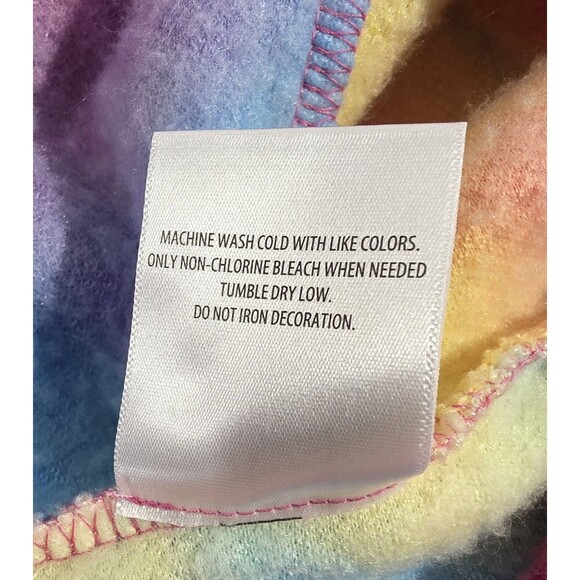 MACHINE WASH COLD WITH LIKE COLORS.
ONLY NON-CHLORINE BLEACH WHEN NEEDED
TUMBLE DRY LOW.
DO NOT IRON DECORATION.